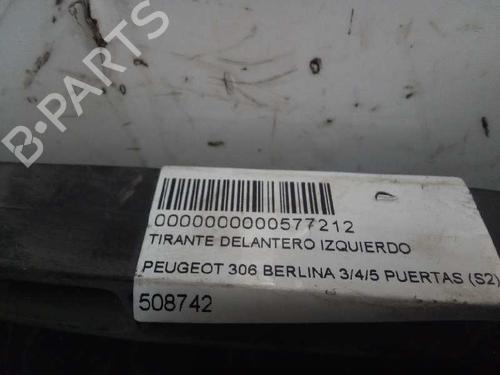 B-PARTS
0000000000577212
TIRANTE DELANTERO IZQUIERDO
PEUGEOT 306 BERLINA 3/4/5 PUERTAS (S2)
508742